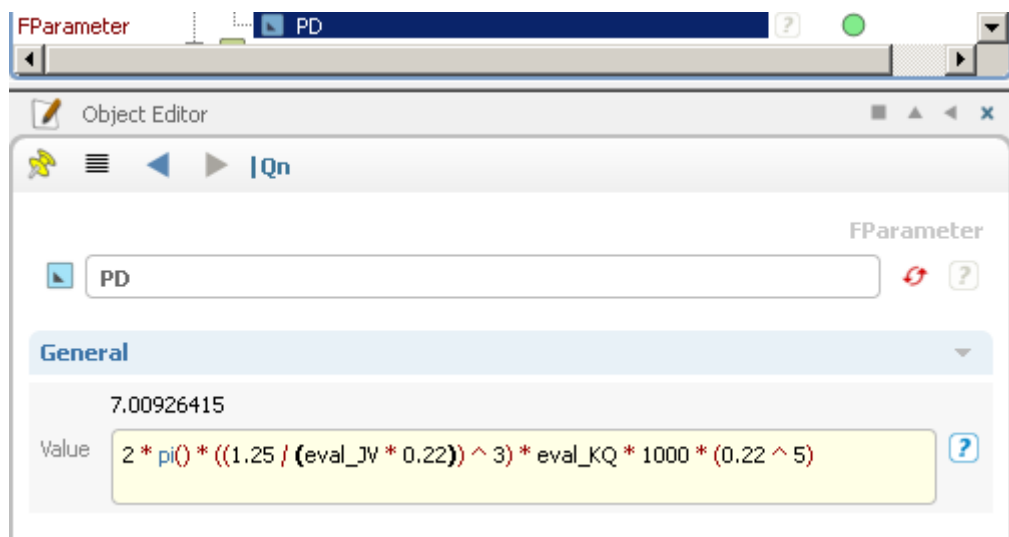 FParameter PD ?
Object Editor
|Qn
FParameter
PD ?
General
7.00926415
Value 2 * pi() * ((1.25 / (eval_JV * 0.22)) ^ 3) * eval_KQ * 1000 * (0.22 ^ 5) ?